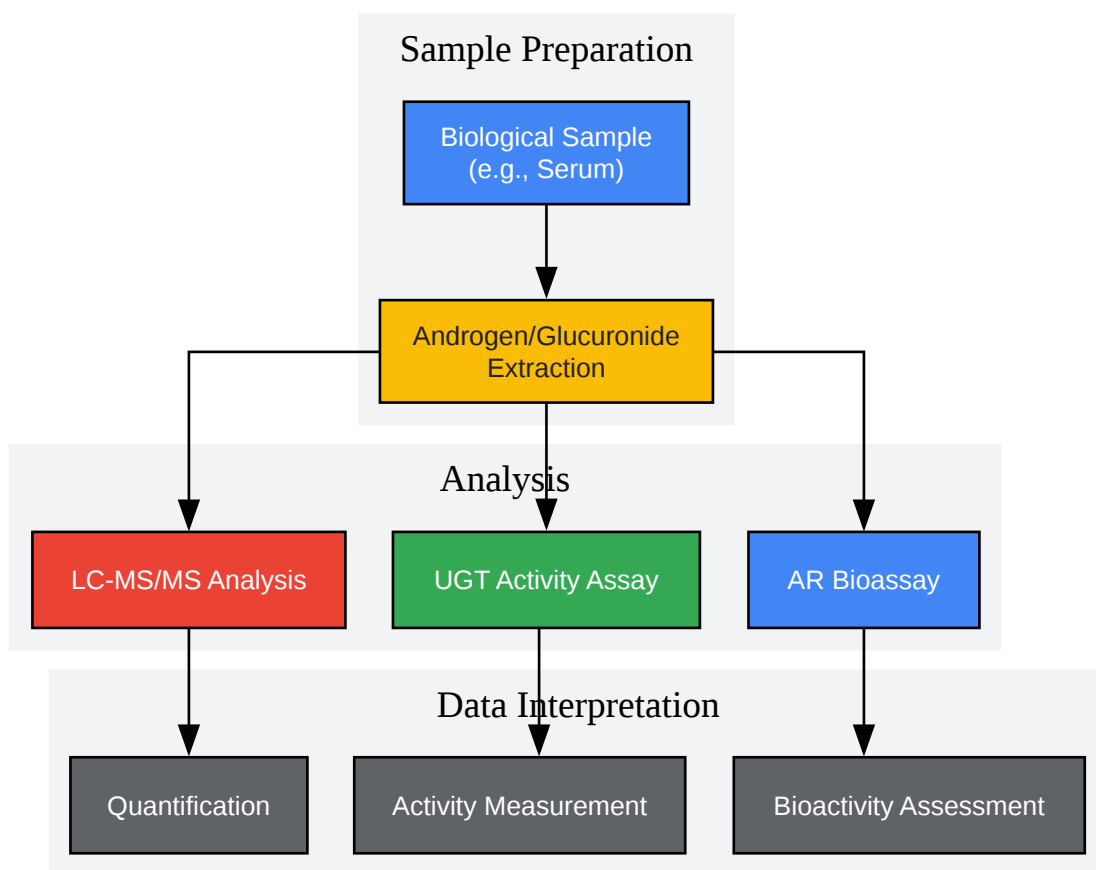 Sample Preparation
Biological Sample
(e.g., Serum)
Androgen/Glucuronide
Extraction
Analysis
LC-MS/MS Analysis
UGT Activity Assay
AR Bioassay
Data Interpretation
Quantification
Activity Measurement
Bioactivity Assessment